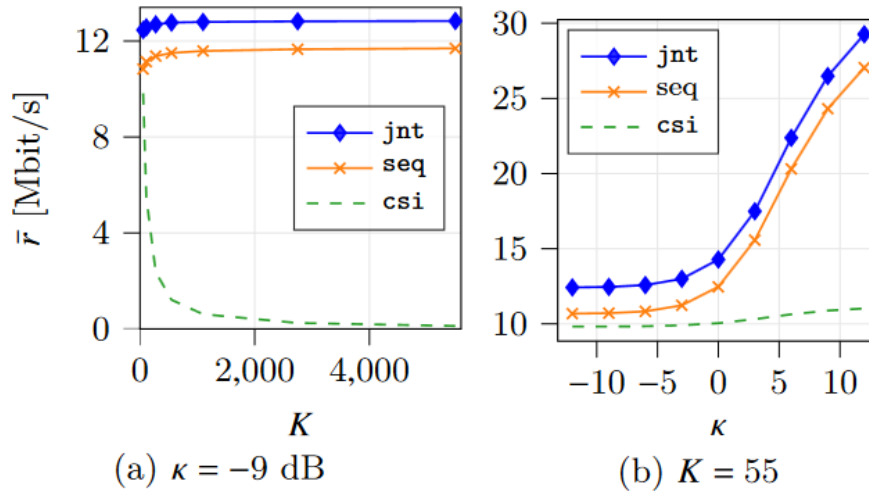 12
8
4
0
r̄ [Mbit/s]
jnt
seq
csi
0 2,000 4,000
K
(a) κ = −9 dB
30
25
20
15
10
jnt
seq
csi
−10 −5 0 5 10
κ
(b) K = 55